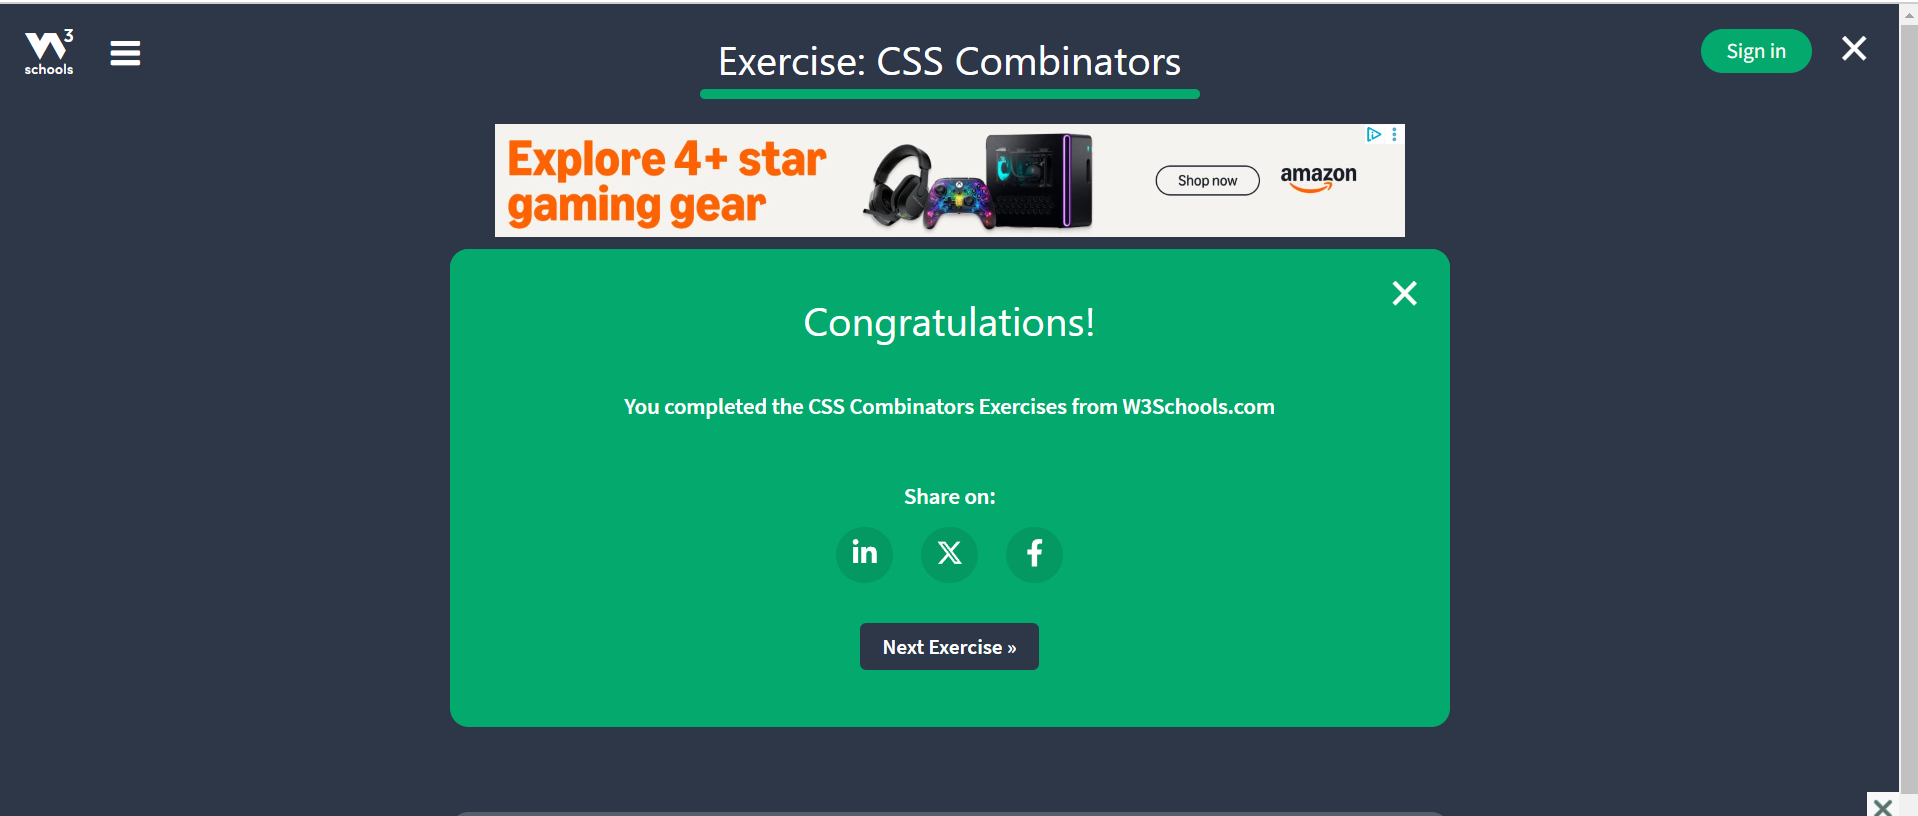 W3
schools
Exercise: CSS Combinators
Sign in
Explore 4+ star
gaming gear
Shop now
amazon
Congratulations!
You completed the CSS Combinators Exercises from W3Schools.com
Share on:
in
X
f
Next Exercise »